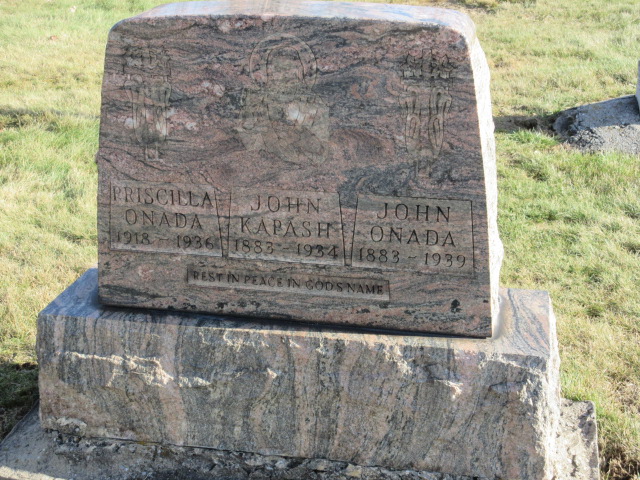 PRISCILLA
ONADA
1918 - 1936
JOHN
KAPASH
1883 - 1934
JOHN
ONADA
1883 - 1939
REST IN PEACE IN GOD'S NAME